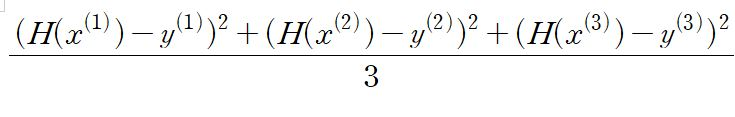 (H(x⁽¹⁾) − y⁽¹⁾)² + (H(x⁽²⁾) − y⁽²⁾)² + (H(x⁽³⁾) − y⁽³⁾)²
3